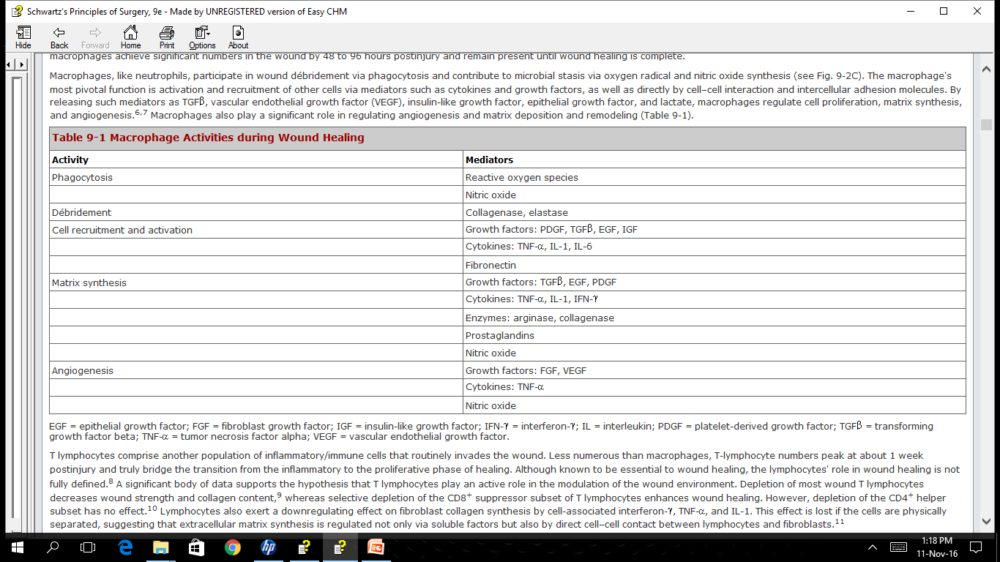 Schwartz's Principles of Surgery, 9e - Made by UNREGISTERED version of Easy CHM
Hide Back Forward Home Print Options About
macrophages achieve significant numbers in the wound by 48 to 96 hours postinjury and remain present until wound healing is complete.
Macrophages, like neutrophils, participate in wound débridement via phagocytosis and contribute to microbial stasis via oxygen radical and nitric oxide synthesis (see Fig. 9-2C). The macrophage's
most pivotal function is activation and recruitment of other cells via mediators such as cytokines and growth factors, as well as directly by cell–cell interaction and intercellular adhesion molecules. By
releasing such mediators as TGFβ, vascular endothelial growth factor (VEGF), insulin-like growth factor, epithelial growth factor, and lactate, macrophages regulate cell proliferation, matrix synthesis,
and angiogenesis.6,7 Macrophages also play a significant role in regulating angiogenesis and matrix deposition and remodeling (Table 9-1).
Table 9-1 Macrophage Activities during Wound Healing
Activity Mediators
Phagocytosis Reactive oxygen species
Nitric oxide
Débridement Collagenase, elastase
Cell recruitment and activation Growth factors: PDGF, TGFβ, EGF, IGF
Cytokines: TNF-α, IL-1, IL-6
Fibronectin
Matrix synthesis Growth factors: TGFβ, EGF, PDGF
Cytokines: TNF-α, IL-1, IFN-γ
Enzymes: arginase, collagenase
Prostaglandins
Nitric oxide
Angiogenesis Growth factors: FGF, VEGF
Cytokines: TNF-α
Nitric oxide
EGF = epithelial growth factor; FGF = fibroblast growth factor; IGF = insulin-like growth factor; IFN-γ = interferon-γ; IL = interleukin; PDGF = platelet-derived growth factor; TGFβ = transforming
growth factor beta; TNF-α = tumor necrosis factor alpha; VEGF = vascular endothelial growth factor.
T lymphocytes comprise another population of inflammatory/immune cells that routinely invades the wound. Less numerous than macrophages, T-lymphocyte numbers peak at about 1 week
postinjury and truly bridge the transition from the inflammatory to the proliferative phase of healing. Although known to be essential to wound healing, the lymphocytes' role in wound healing is not
fully defined.8 A significant body of data supports the hypothesis that T lymphocytes play an active role in the modulation of the wound environment. Depletion of most wound T lymphocytes
decreases wound strength and collagen content,9 whereas selective depletion of the CD8+ suppressor subset of T lymphocytes enhances wound healing. However, depletion of the CD4+ helper
subset has no effect.10 Lymphocytes also exert a downregulating effect on fibroblast collagen synthesis by cell-associated interferon-γ, TNF-α, and IL-1. This effect is lost if the cells are physically
separated, suggesting that extracellular matrix synthesis is regulated not only via soluble factors but also by direct cell–cell contact between lymphocytes and fibroblasts.11
1:18 PM
11-Nov-16